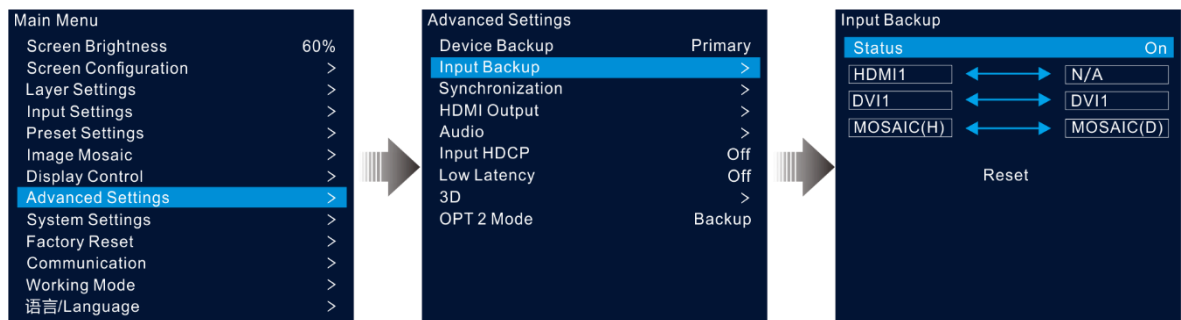 Main Menu
Screen Brightness 60%
Screen Configuration >
Layer Settings >
Input Settings >
Preset Settings >
Image Mosaic >
Display Control >
Advanced Settings >
System Settings >
Factory Reset >
Communication >
Working Mode >
语言/Language >
Advanced Settings
Device Backup Primary
Input Backup >
Synchronization >
HDMI Output >
Audio >
Input HDCP Off
Low Latency Off
3D >
OPT 2 Mode Backup
Input Backup
Status On
HDMI1 N/A
DVI1 DVI1
MOSAIC(H) MOSAIC(D)
Reset